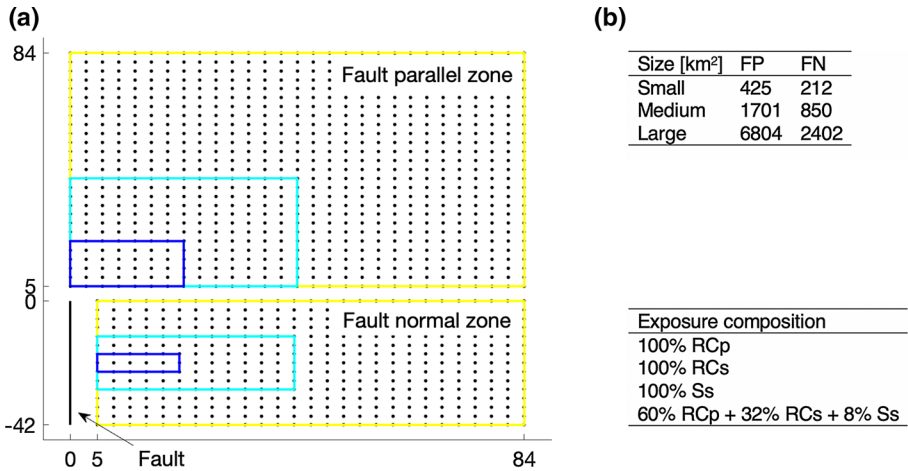 (a)
84
Fault parallel zone
5
0
Fault normal zone
-42
0 5 84
Fault
(b)
Size [km²] FP FN
Small 425 212
Medium 1701 850
Large 6804 2402
Exposure composition
100% RCp
100% RCs
100% Ss
60% RCp + 32% RCs + 8% Ss